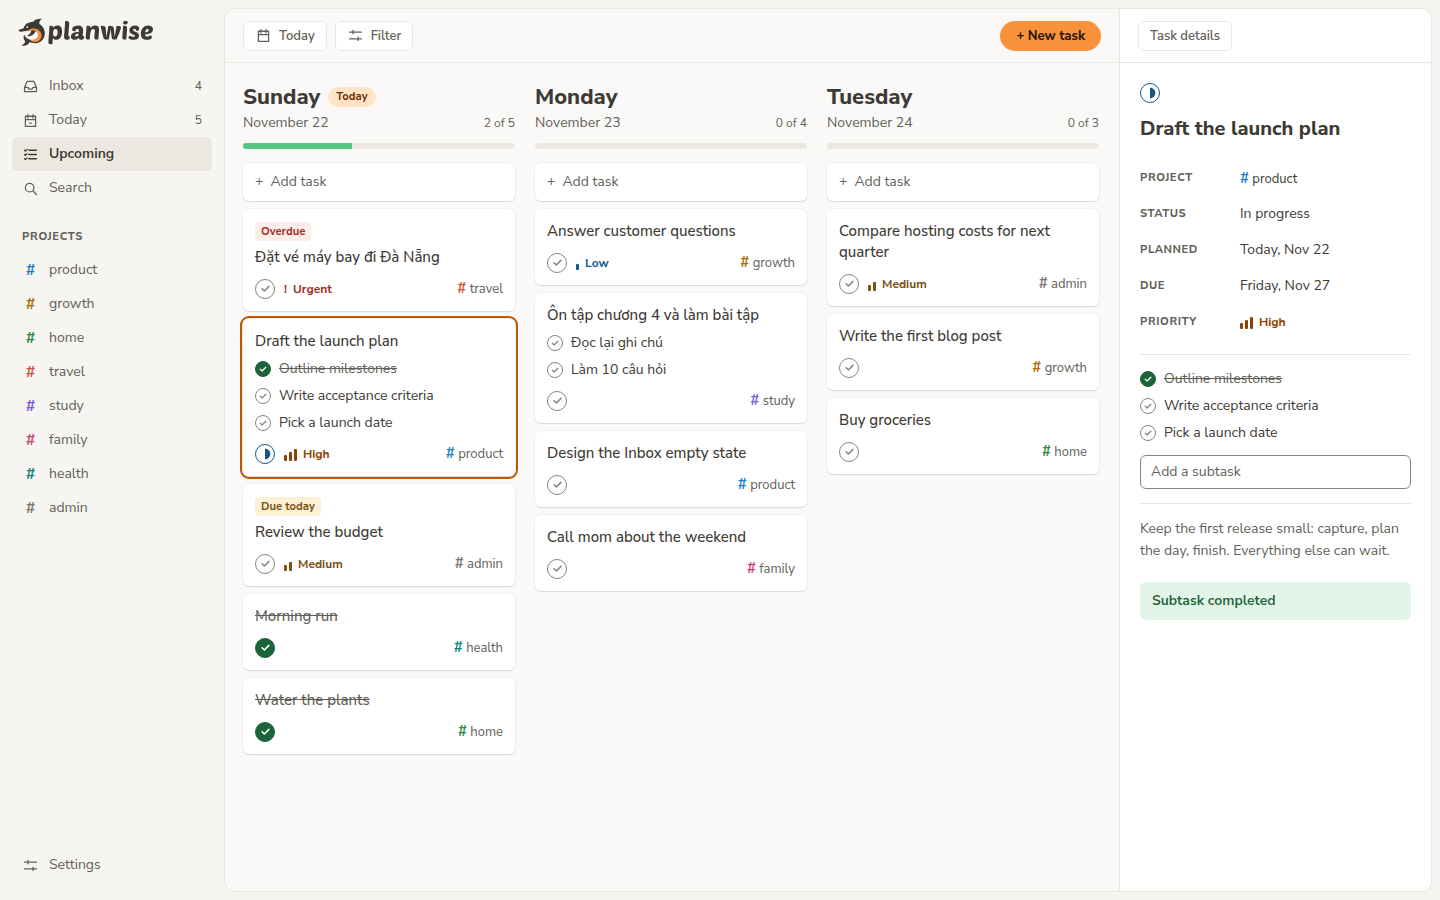 planwise
Inbox 4
Today 5
Upcoming
Search
PROJECTS
# product
# growth
# home
# travel
# study
# family
# health
# admin
Settings
Today
Filter
+ New task
Sunday Today
November 22 2 of 5
+ Add task
Overdue
Đặt vé máy bay đi Đà Nẵng
! Urgent # travel
Draft the launch plan
Outline milestones
Write acceptance criteria
Pick a launch date
High # product
Due today
Review the budget
Medium # admin
Morning run
# health
Water the plants
# home
Monday
November 23 0 of 4
+ Add task
Answer customer questions
Low # growth
Ôn tập chương 4 và làm bài tập
Đọc lại ghi chú
Làm 10 câu hỏi
# study
Design the Inbox empty state
# product
Call mom about the weekend
# family
Tuesday
November 24 0 of 3
+ Add task
Compare hosting costs for next
quarter
Medium # admin
Write the first blog post
# growth
Buy groceries
# home
Task details
Draft the launch plan
PROJECT # product
STATUS In progress
PLANNED Today, Nov 22
DUE Friday, Nov 27
PRIORITY High
Outline milestones
Write acceptance criteria
Pick a launch date
Add a subtask
Keep the first release small: capture, plan
the day, finish. Everything else can wait.
Subtask completed